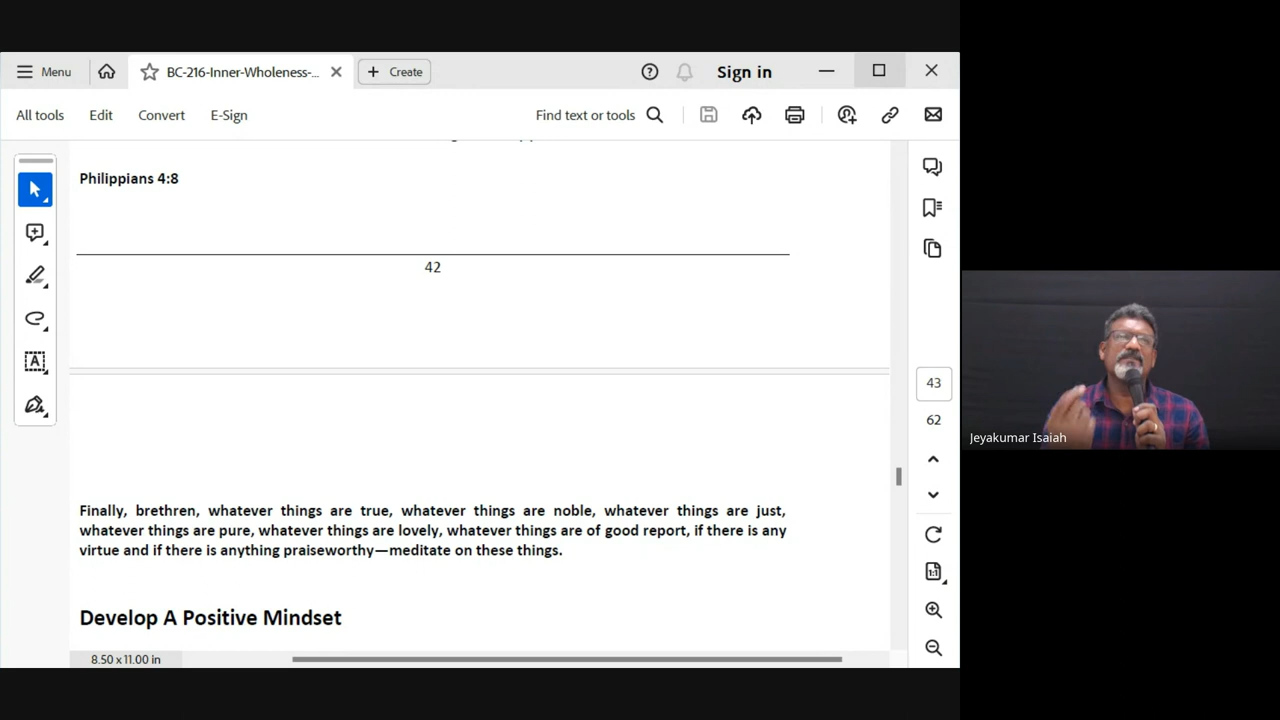 Menu
BC-216-Inner-Wholeness-...
Create
Sign in
All tools
Edit
Convert
E-Sign
Find text or tools
Philippians 4:8
42
43
62
Finally, brethren, whatever things are true, whatever things are noble, whatever things are just,
whatever things are pure, whatever things are lovely, whatever things are of good report, if there is any
virtue and if there is anything praiseworthy—meditate on these things.
Develop A Positive Mindset
8.50 x 11.00 in
Jeyakumar Isaiah